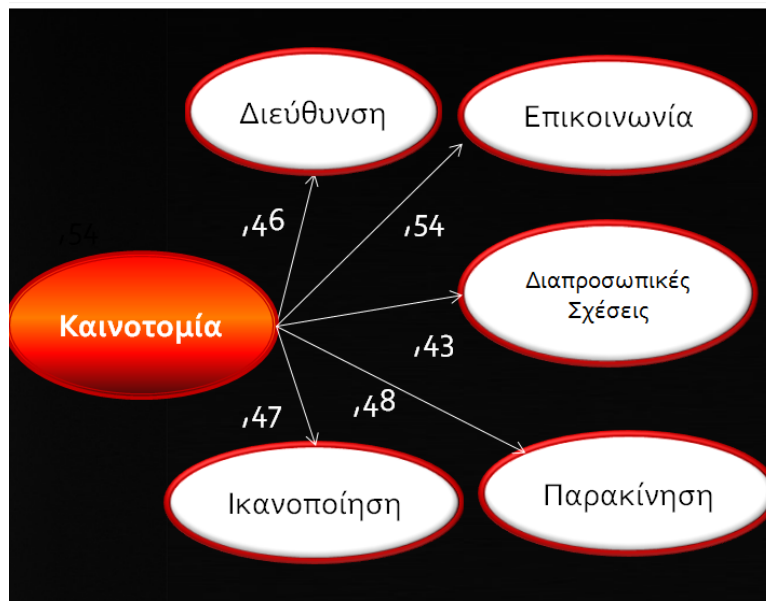 Διεύθυνση
Επικοινωνία
,46
,54
,54
Καινοτομία
Διαπροσωπικές
Σχέσεις
,43
,48
,47
Ικανοποίηση
Παρακίνηση